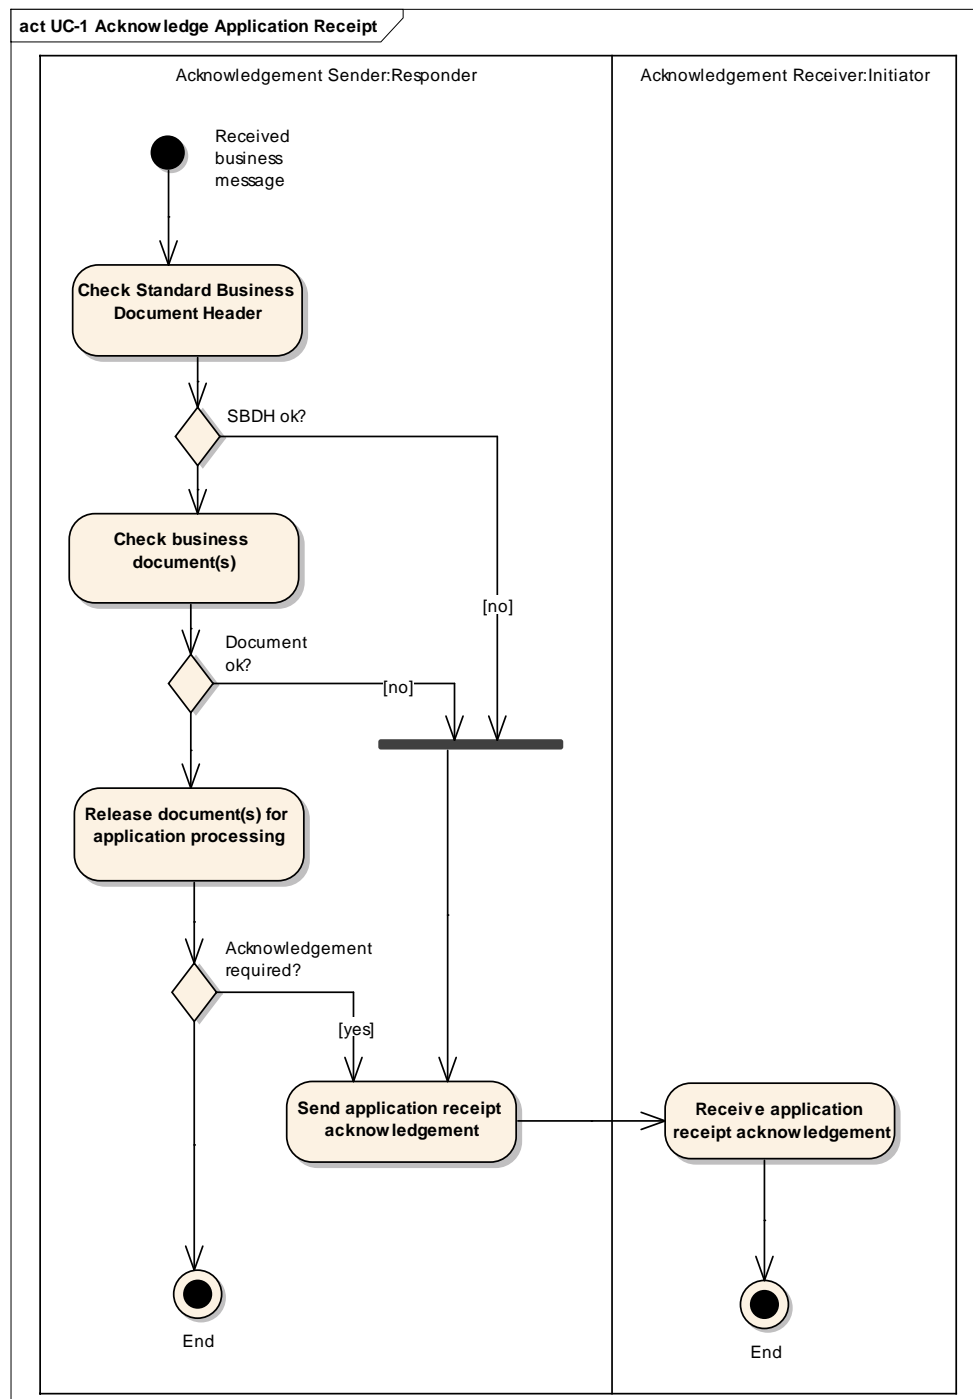 act UC-1 Acknowledge Application Receipt
Acknowledgement Sender:Responder
Acknowledgement Receiver:Initiator
Received
business
message
Check Standard Business
Document Header
SBDH ok?
Check business
document(s)
[no]
Document
ok?
[no]
Release document(s) for
application processing
Acknowledgement
required?
[yes]
Send application receipt
acknowledgement
Receive application
receipt acknowledgement
End
End